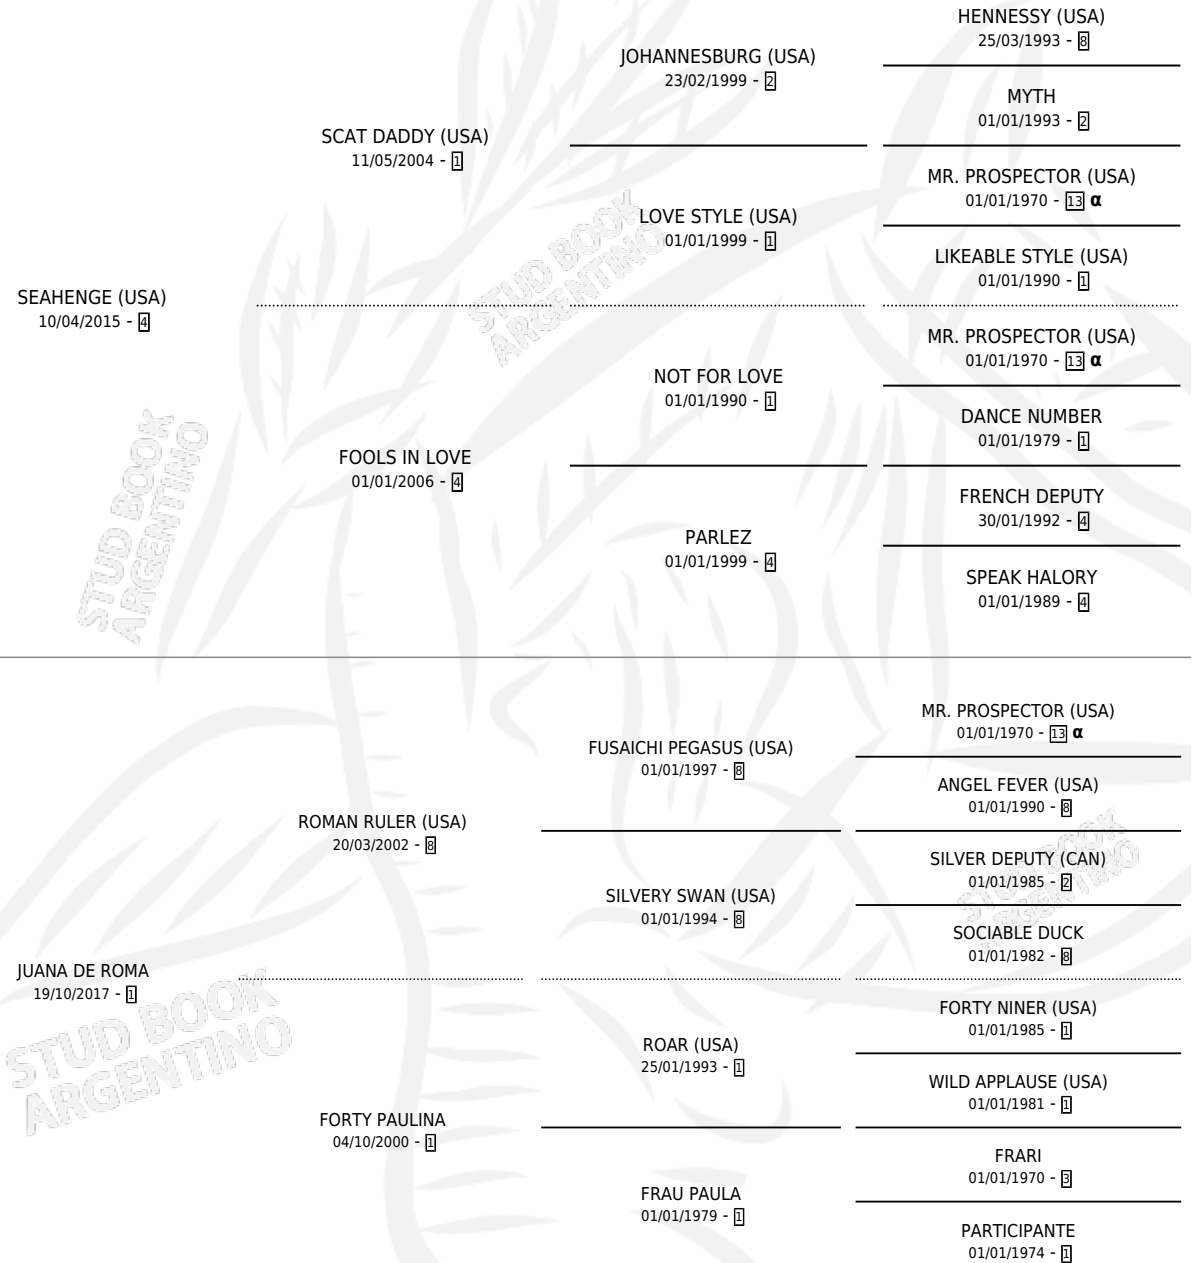 HENNESSY (USA)
25/03/1993 - 8
JOHANNESBURG (USA)
23/02/1999 - 2
MYTH
01/01/1993 - 2
SCAT DADDY (USA)
11/05/2004 - 1
MR. PROSPECTOR (USA)
01/01/1970 - 13 α
LOVE STYLE (USA)
01/01/1999 - 1
LIKEABLE STYLE (USA)
01/01/1990 - 1
SEAHENGE (USA)
10/04/2015 - 4
MR. PROSPECTOR (USA)
01/01/1970 - 13 α
NOT FOR LOVE
01/01/1990 - 1
DANCE NUMBER
01/01/1979 - 1
FOOLS IN LOVE
01/01/2006 - 4
FRENCH DEPUTY
30/01/1992 - 4
PARLEZ
01/01/1999 - 4
SPEAK HALORY
01/01/1989 - 4
STUD BOOK
ARGENTINO
STUD BOOK
ARGENTINO
MR. PROSPECTOR (USA)
01/01/1970 - 13 α
FUSAICHI PEGASUS (USA)
01/01/1997 - 8
ANGEL FEVER (USA)
01/01/1990 - 8
ROMAN RULER (USA)
20/03/2002 - 8
SILVER DEPUTY (CAN)
01/01/1985 - 2
SILVERY SWAN (USA)
01/01/1994 - 8
SOCIABLE DUCK
01/01/1982 - 8
JUANA DE ROMA
19/10/2017 - 1
FORTY NINER (USA)
01/01/1985 - 1
ROAR (USA)
25/01/1993 - 1
WILD APPLAUSE (USA)
01/01/1981 - 1
FORTY PAULINA
04/10/2000 - 1
FRARI
01/01/1970 - 3
FRAU PAULA
01/01/1979 - 1
PARTICIPANTE
01/01/1974 - 1
STUD BOOK
ARGENTINO
STUD BOOK
ARGENTINO